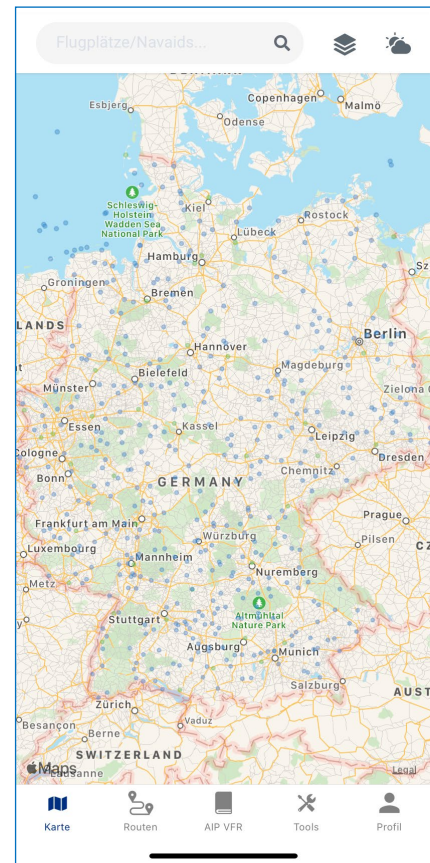 Flugplätze/Navaids...
Esbjerg
Copenhagen
Malmö
Odense
Schleswig-
Holstein
Wadden Sea
National Park
Kiel
Rostock
Lübeck
Hamburg
Sz
Groningen
Bremen
LANDS
Berlin
Hannover
Magdeburg
Bielefeld
Münster
Zielona
Essen
Kassel
Leipzig
Cologne
Dresden
Chemnitz
Bonn
GERMANY
Prague
Frankfurt am Main
Würzburg
Pilsen
Luxembourg
Mannheim
CZ
Nuremberg
Metz
Stuttgart
Altmühltal
Nature Park
y
Augsburg
Munich
Salzburg
AUST
Zürich
Besançon
Vaduz
Berne
SWITZERLAND
Maps
Lausanne
Legal
Karte
Routen
AIP VFR
Tools
Profil